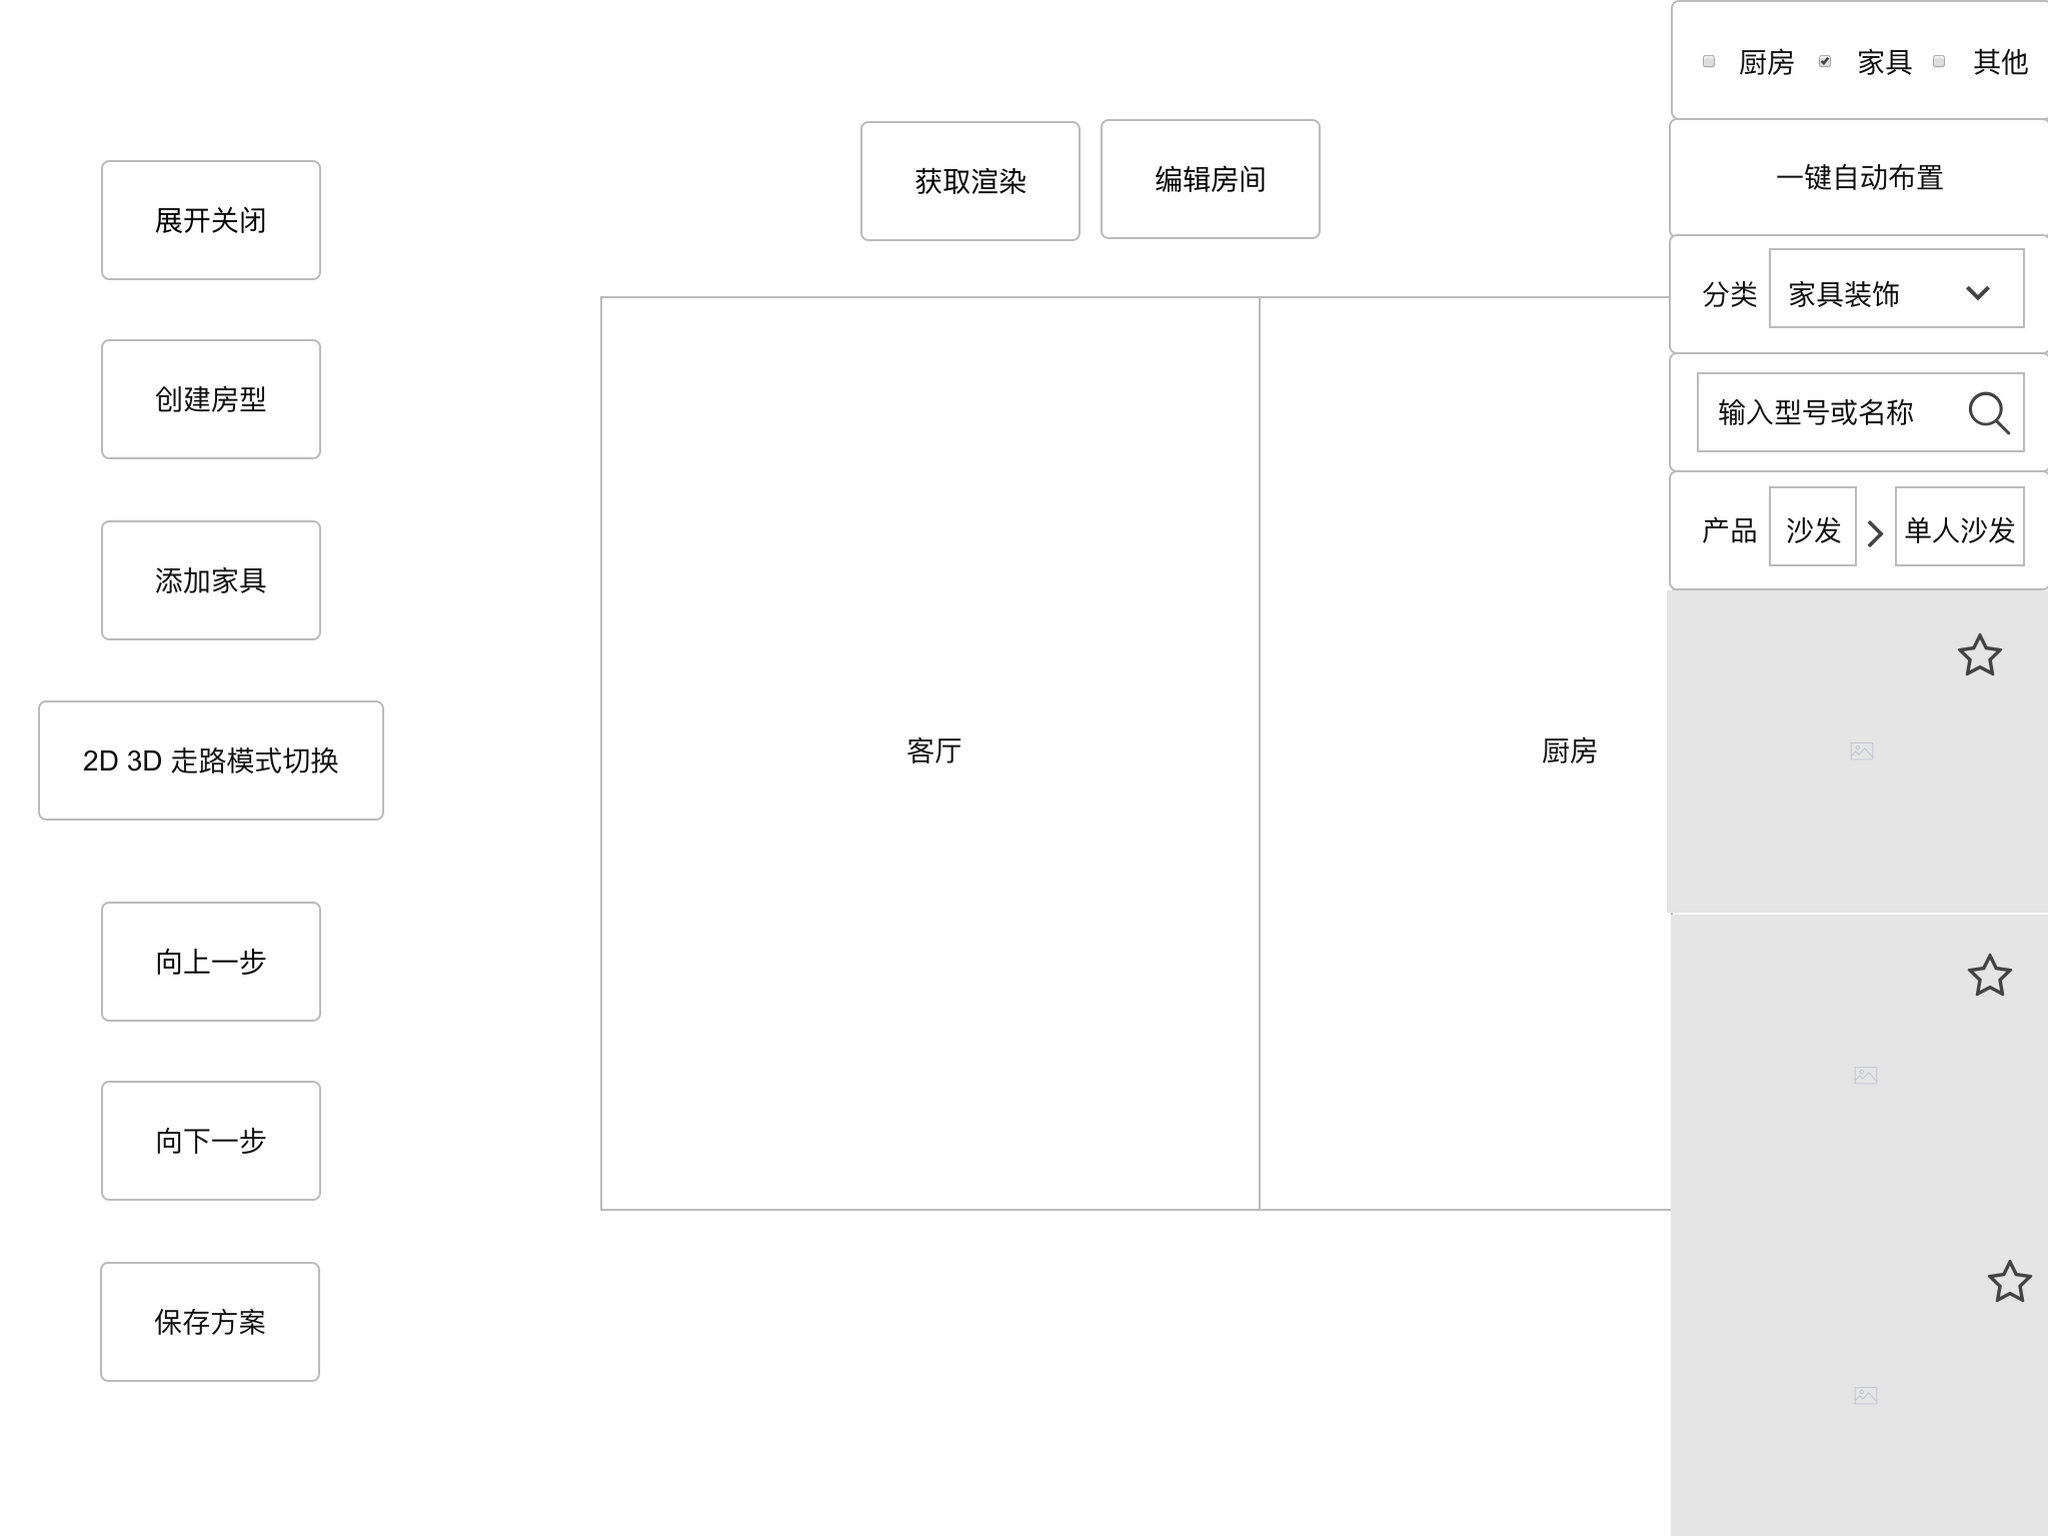 展开关闭
创建房型
添加家具
2D 3D 走路模式切换
向上一步
向下一步
保存方案
获取渲染
编辑房间
客厅
厨房
厨房 家具 其他
一键自动布置
分类 家具装饰
输入型号或名称
产品 沙发 单人沙发